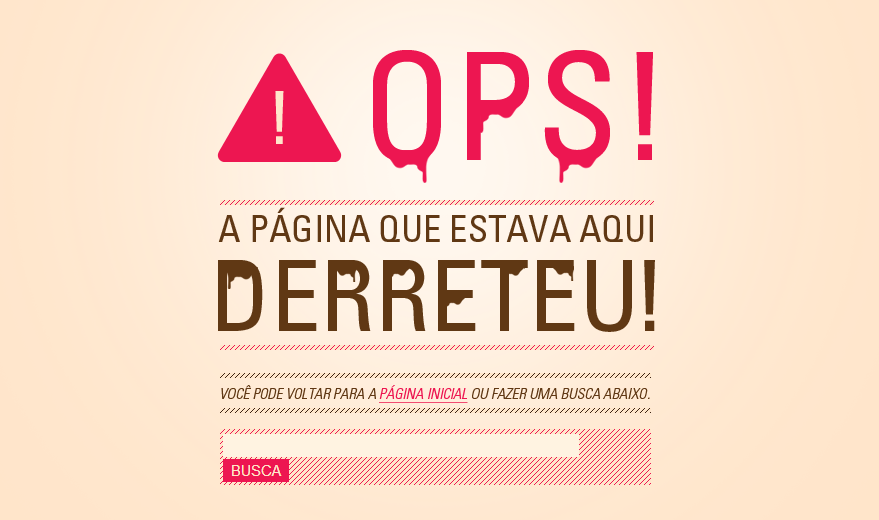 !
OPS!
A PÁGINA QUE ESTAVA AQUI
DERRETEU!
VOCÊ PODE VOLTAR PARA A PÁGINA INICIAL OU FAZER UMA BUSCA ABAIXO.
BUSCA